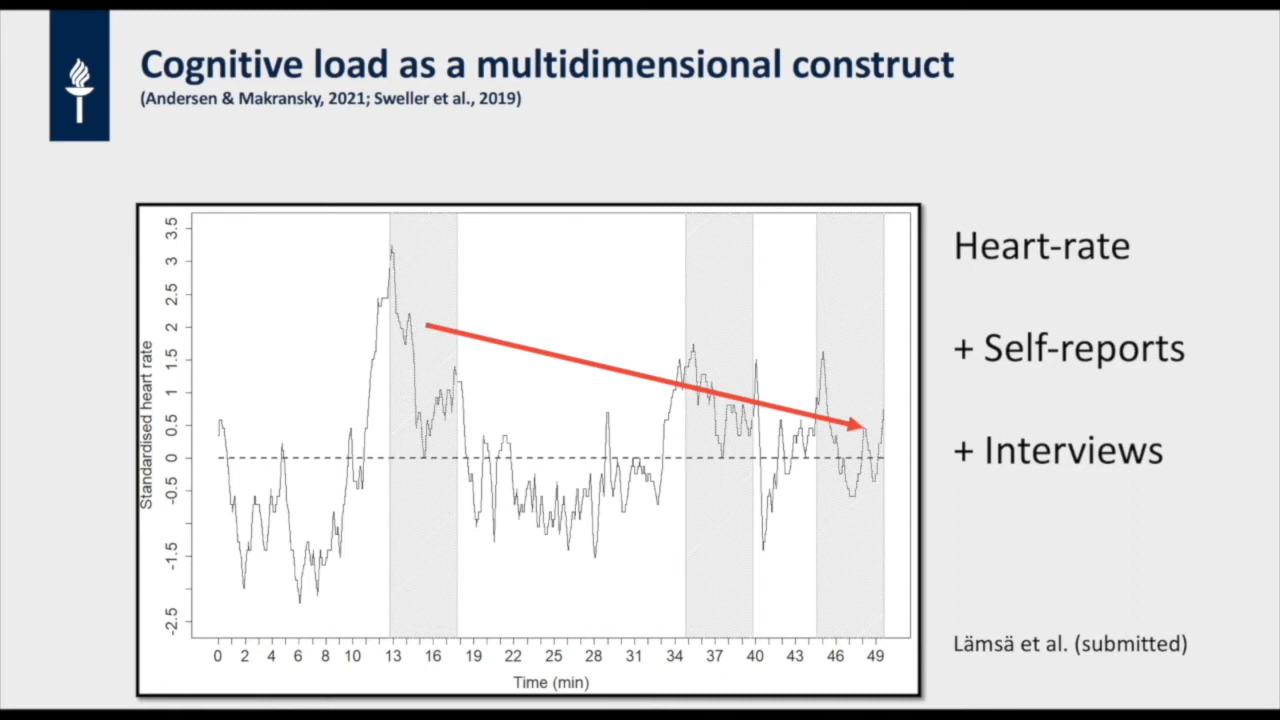 Cognitive load as a multidimensional construct
(Andersen & Makransky, 2021; Sweller et al., 2019)
Heart-rate
+ Self-reports
+ Interviews
Standardised heart rate
3.5
3
2.5
2
1.5
1
0.5
0
-0.5
-1.5
-2.5
0 2 4 6 8 10 13 16 19 22 25 28 31 34 37 40 43 46 49
Time (min)
Lämsä et al. (submitted)